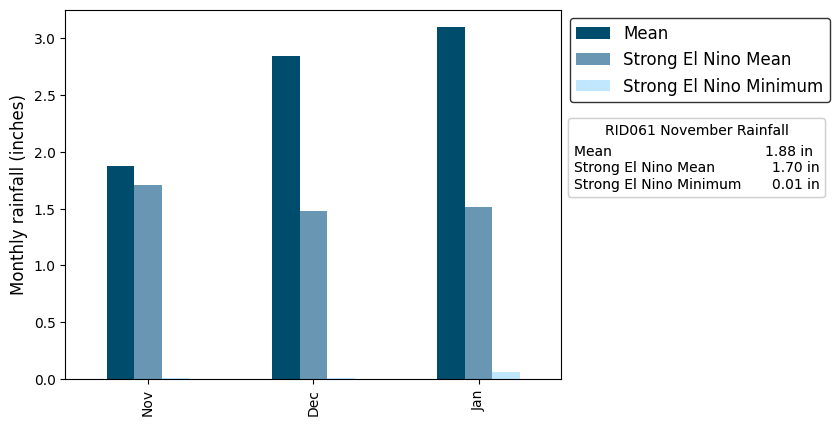 Monthly rainfall (inches)
3.0
2.5
2.0
1.5
1.0
0.5
0.0
Nov
Dec
Jan
Mean
Strong El Nino Mean
Strong El Nino Minimum
RID061 November Rainfall
Mean 1.88 in
Strong El Nino Mean 1.70 in
Strong El Nino Minimum 0.01 in